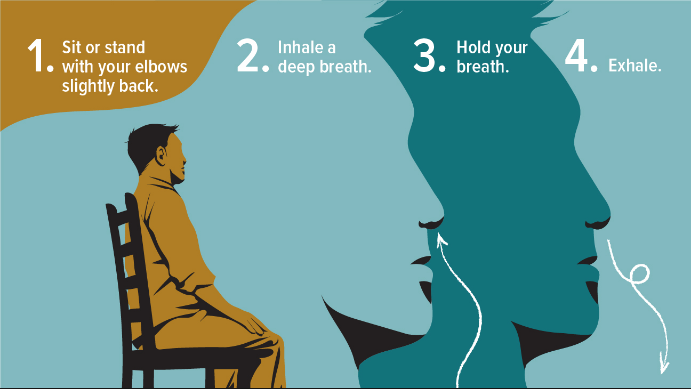 1. Sit or stand
with your elbows
slightly back.
2. Inhale a
deep breath.
3. Hold your
breath.
4. Exhale.